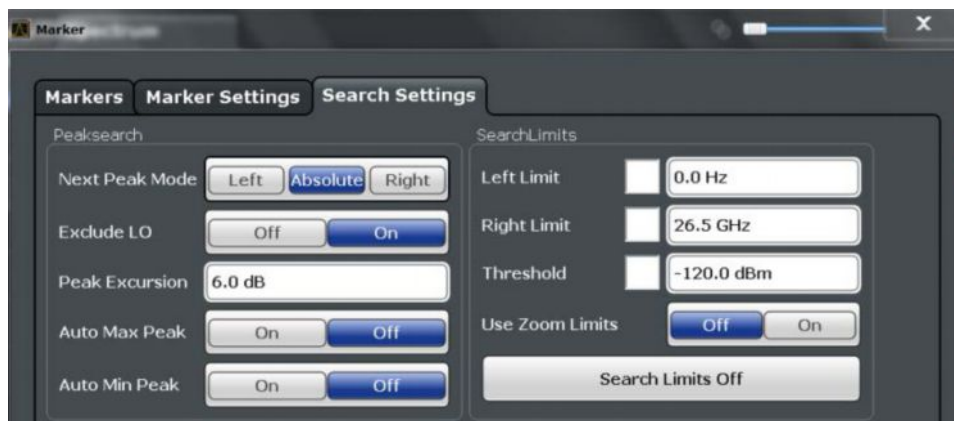 Marker
Markers Marker Settings Search Settings
Peaksearch
Next Peak Mode Left Absolute Right
Exclude LO Off On
Peak Excursion 6.0 dB
Auto Max Peak On Off
Auto Min Peak On Off
SearchLimits
Left Limit 0.0 Hz
Right Limit 26.5 GHz
Threshold -120.0 dBm
Use Zoom Limits Off On
Search Limits Off